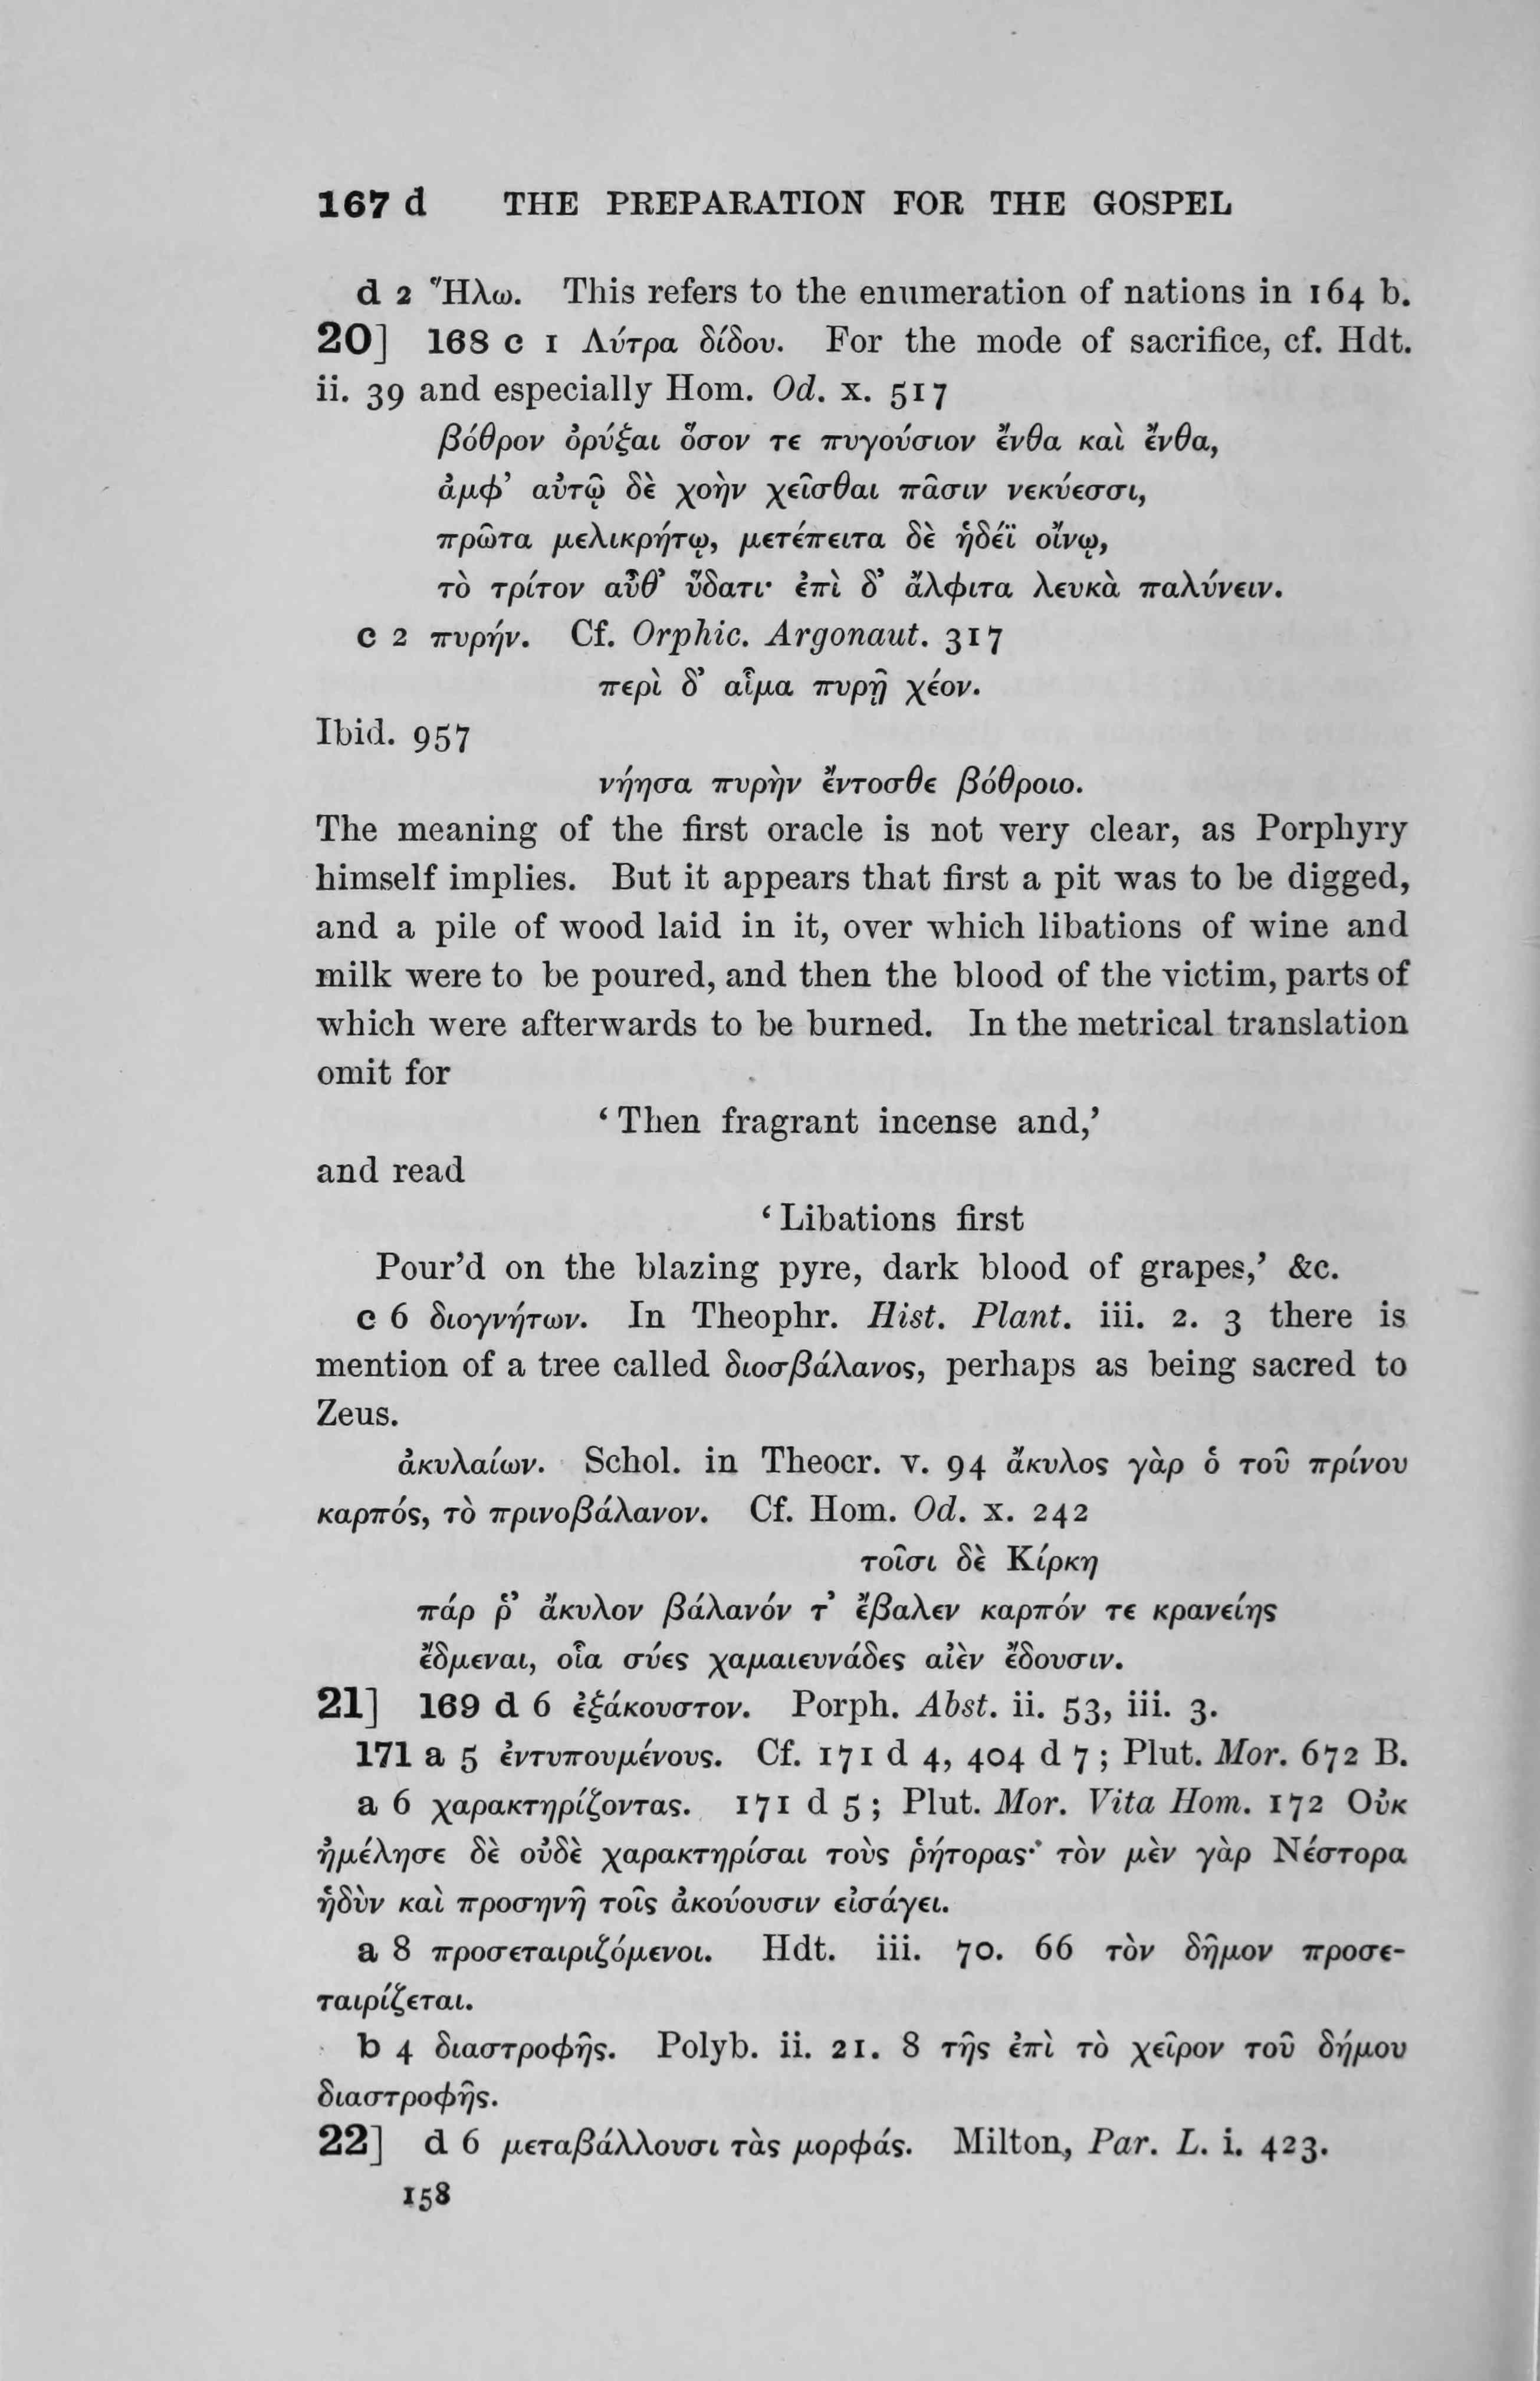 167 d THE PREPARATION FOR THE GOSPEL
d 2 Ἥλω. This refers to the enumeration of nations in 164 b.
20] 168 c 1 Λύτρα δίδου. For the mode of sacrifice, cf. Hdt.
ii. 39 and especially Hom. Od. x. 517
βόθρον ὀρύξαι ὅσον τε πυγούσιον ἔνθα καὶ ἔνθα,
ἀμφ’ αὐτῷ δὲ χοὴν χεῖσθαι πᾶσιν νεκύεσσι,
πρῶτα μελικρήτῳ, μετέπειτα δὲ ἡδέϊ οἴνῳ,
τὸ τρίτον αὖθ’ ὕδατι· ἐπὶ δ’ ἄλφιτα λευκὰ παλύνειν.
c 2 πυρήν. Cf. Orphic. Argonaut. 317
περὶ δ’ αἷμα πυρῇ χέον.
Ibid. 957
νήησα πυρὴν ἔντοσθε βόθροιο.
The meaning of the first oracle is not very clear, as Porphyry
himself implies. But it appears that first a pit was to be digged,
and a pile of wood laid in it, over which libations of wine and
milk were to be poured, and then the blood of the victim, parts of
which were afterwards to be burned. In the metrical translation
omit for
‘Then fragrant incense and,’
and read
‘Libations first
Pour’d on the blazing pyre, dark blood of grapes,’ &c.
c 6 διογνήτων. In Theophr. Hist. Plant. iii. 2. 3 there is
mention of a tree called διοσβάλανος, perhaps as being sacred to
Zeus.
ἀκυλαίων. Schol. in Theocr. v. 94 ἄκυλος γὰρ ὁ τοῦ πρίνου
καρπός, τὸ πρινοβάλανον. Cf. Hom. Od. x. 242
τοῖσι δὲ Κίρκη
πάρ ῥ’ ἄκυλον βάλανόν τ’ ἔβαλεν καρπόν τε κρανείης
ἔδμεναι, οἷα σύες χαμαιευνάδες αἰὲν ἔδουσιν.
21] 169 d 6 ἐξάκουστον. Porph. Abst. ii. 53, iii. 3.
171 a 5 ἐντυπουμένους. Cf. 171 d 4, 404 d 7; Plut. Mor. 672 B.
a 6 χαρακτηρίζοντας. 171 d 5; Plut. Mor. Vita Hom. 172 Οὐκ
ἠμέλησε δὲ οὐδὲ χαρακτηρίσαι τοὺς ῥήτορας· τὸν μὲν γὰρ Νέστορα
ἡδὺν καὶ προσηνῆ τοῖς ἀκούουσιν εἰσάγει.
a 8 προσεταιριζόμενοι. Hdt. iii. 70. 66 τὸν δῆμον προσε-
ταιρίζεται.
b 4 διαστροφῆς. Polyb. ii. 21. 8 τῆς ἐπὶ τὸ χεῖρον τοῦ δήμου
διαστροφῆς.
22] d 6 μεταβάλλουσι τὰς μορφάς. Milton, Par. L. i. 423.
158